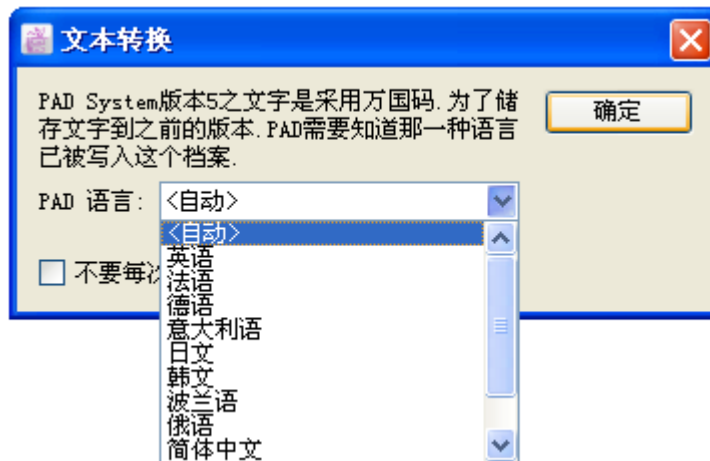 文本转换
PAD System版本5之文字是采用万国码.为了储
存文字到之前的版本.PAD需要知道那一种语言
已被写入这个档案.
确定
PAD 语言: <自动>
<自动>
英语
法语
德语
意大利语
日文
韩文
波兰语
俄语
简体中文
不要每次